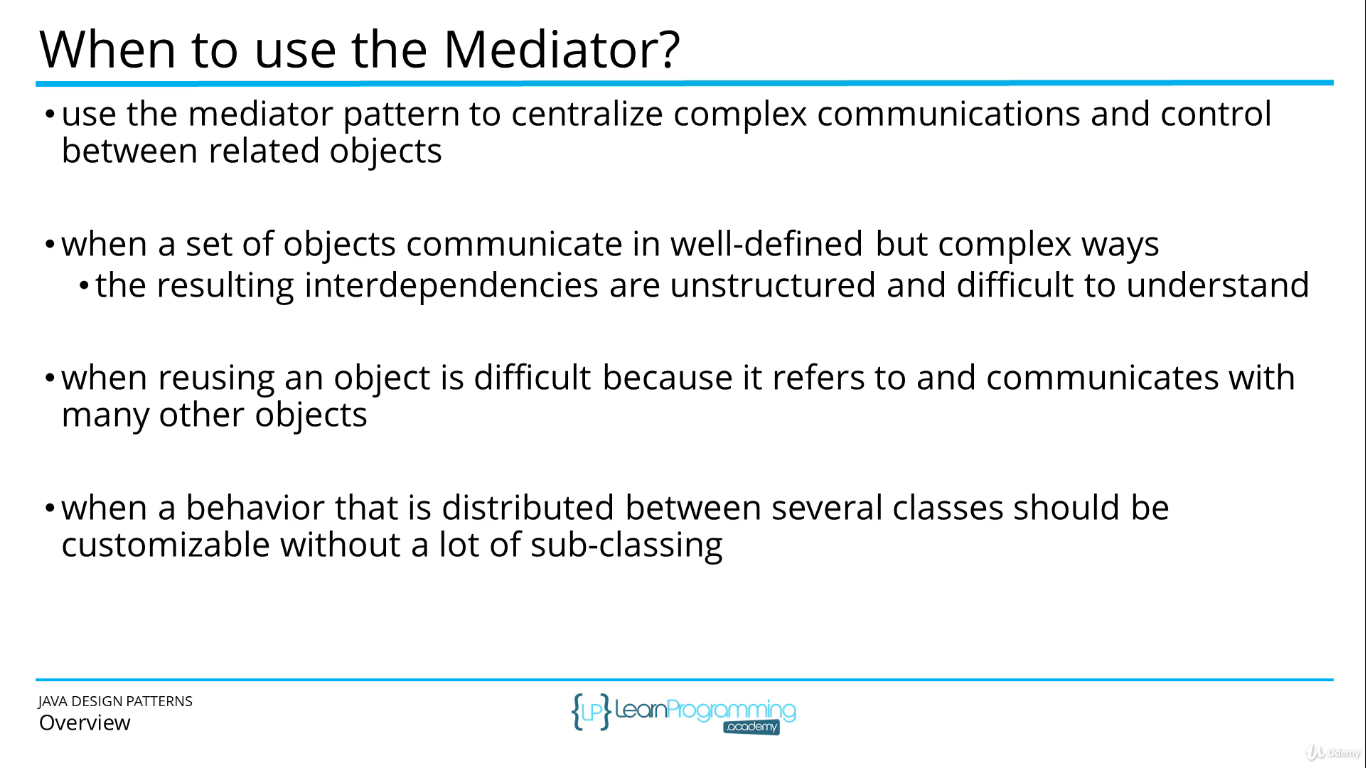 When to use the Mediator?
•use the mediator pattern to centralize complex communications and control
between related objects
•when a set of objects communicate in well-defined but complex ways
•the resulting interdependencies are unstructured and difficult to understand
•when reusing an object is difficult because it refers to and communicates with
many other objects
•when a behavior that is distributed between several classes should be
customizable without a lot of sub-classing
JAVA DESIGN PATTERNS
Overview
{LP} LearnProgramming
.academy
Udemy